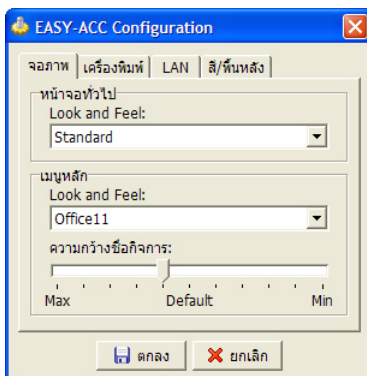 EASY-ACC Configuration
จอภาพ เครื่องพิมพ์ LAN สี/พื้นหลัง
หน้าจอทั่วไป
Look and Feel:
Standard
เมนูหลัก
Look and Feel:
Office11
ความกว้างชื่อกิจการ:
Max Default Min
ตกลง ยกเลิก